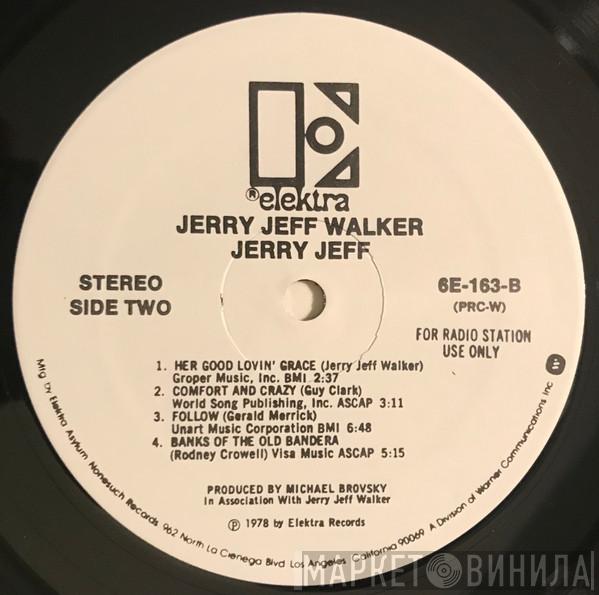 ® elektra
JERRY JEFF WALKER
JERRY JEFF
STEREO
SIDE TWO
6E-163-B
(PRC-W)
FOR RADIO STATION
USE ONLY
1. HER GOOD LOVIN' GRACE (Jerry Jeff Walker)
Groper Music, Inc. BMI 2:37
2. COMFORT AND CRAZY (Guy Clark)
World Song Publishing, Inc. ASCAP 3:11
3. FOLLOW (Gerald Merrick)
Unart Music Corporation BMI 6:48
4. BANKS OF THE OLD BANDERA
(Rodney Crowell) Visa Music ASCAP 5:15
PRODUCED BY MICHAEL BROVSKY
In Association With Jerry Jeff Walker
℗ 1978 by Elektra Records
Mfg by Elektra Asylum Nonesuch Records 962 North La Cienega Blvd Los Angeles California 90069 A Division of Warner Communications Inc
МАРКЕТ ВИНИЛА